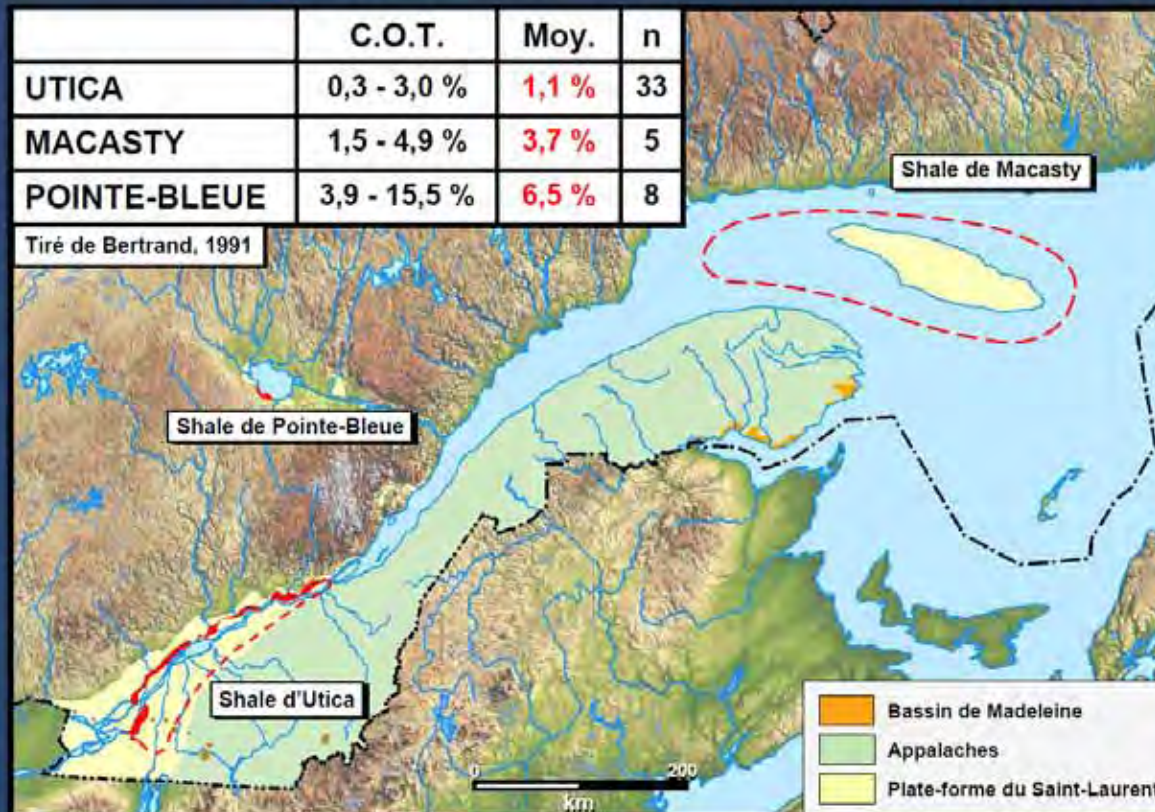 C.O.T. Moy. n
UTICA 0,3 - 3,0 % 1,1 % 33
MACASTY 1,5 - 4,9 % 3,7 % 5
POINTE-BLEUE 3,9 - 15,5 % 6,5 % 8
Tiré de Bertrand, 1991
Shale de Macasty
Shale de Pointe-Bleue
Shale d'Utica
0 200
km
Bassin de Madeleine
Appalaches
Plate-forme du Saint-Laurent